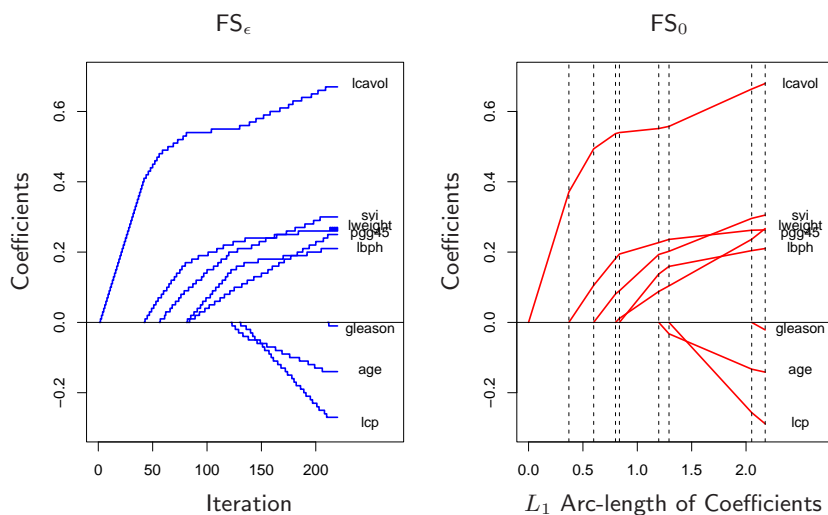 FSϵ
Coefficients
0.6
0.4
0.2
0.0
−0.2
lcavol
svi
lweight
pgg45
lbph
gleason
age
lcp
0
50
100
150
200
Iteration
FS0
Coefficients
0.6
0.4
0.2
0.0
−0.2
lcavol
svi
lweight
pgg45
lbph
gleason
age
lcp
0.0
0.5
1.0
1.5
2.0
L1 Arc-length of Coefficients